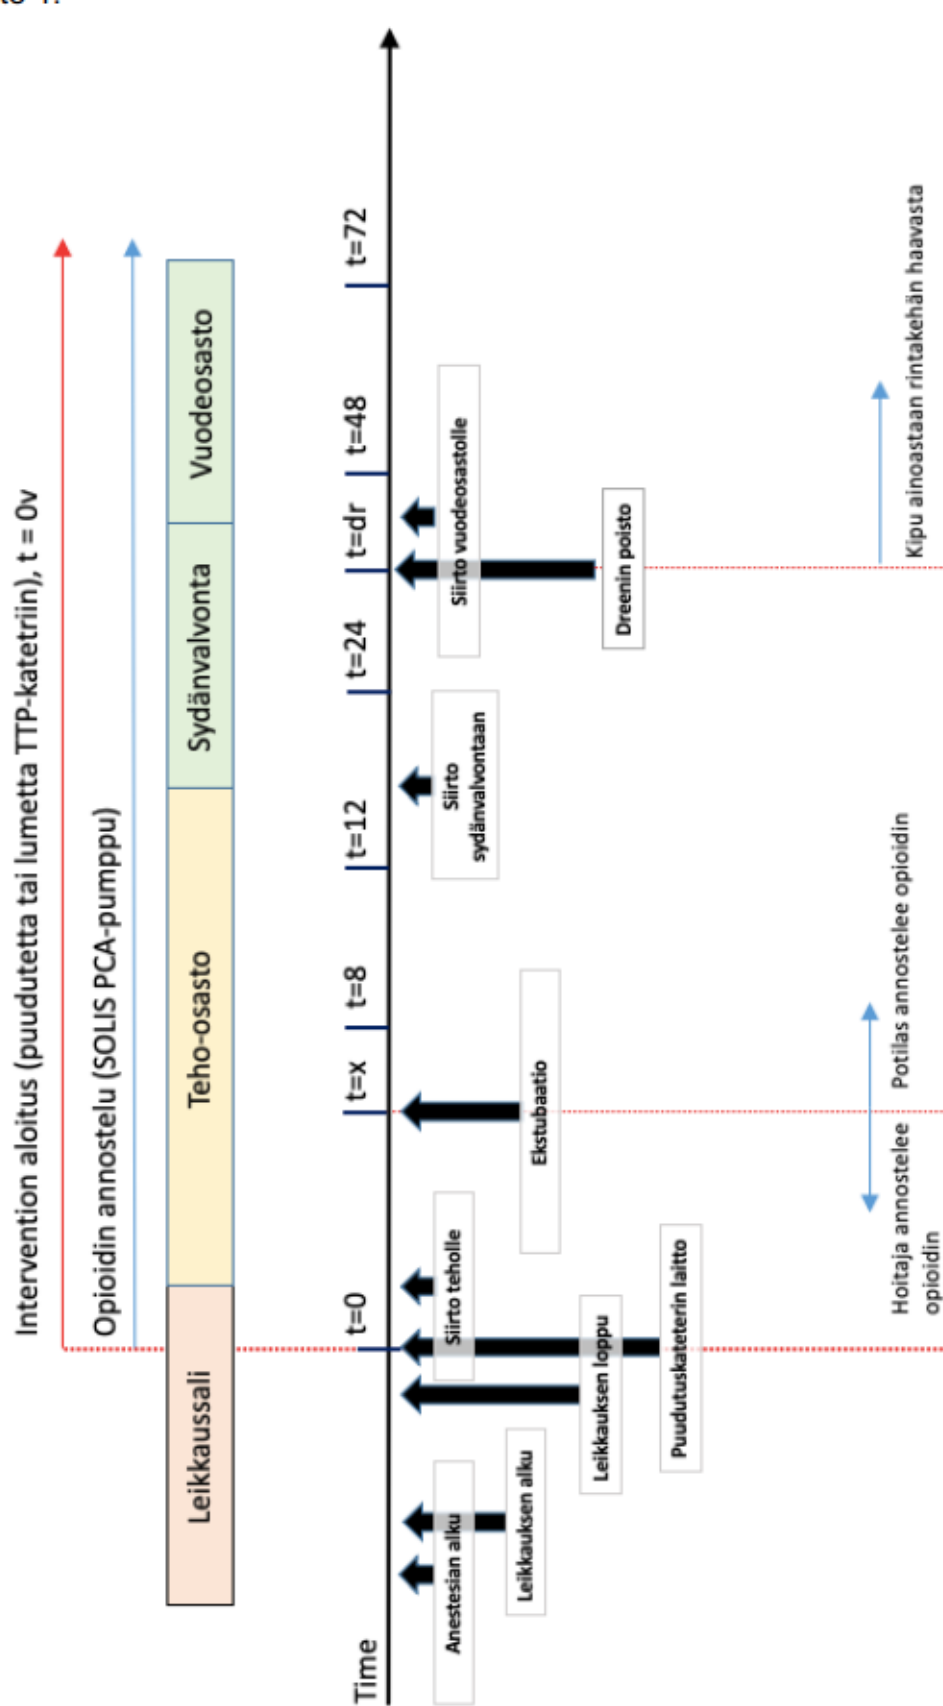 Intervention aloitus (puudutetta tai lumetta TTP-katetriin), t = 0v
Opioidin annostelu (SOLIS PCA-pumppu)
Leikkaussali
Teho-osasto
Sydänvalvonta
Vuodeosasto
Time
t=0
t=x
t=8
t=12
t=24
t=dr
t=48
t=72
Anestesian alku
Leikkauksen alku
Leikkauksen loppu
Puudutuskateterin laitto
Siirto teholle
Ekstubaatio
Siirto
sydänvalvontaan
Siirto vuodeosastolle
Dreenin poisto
Hoitaja annostelee
opioidin
Potilas annostelee opioidin
Kipu ainoastaan rintakehän haavasta